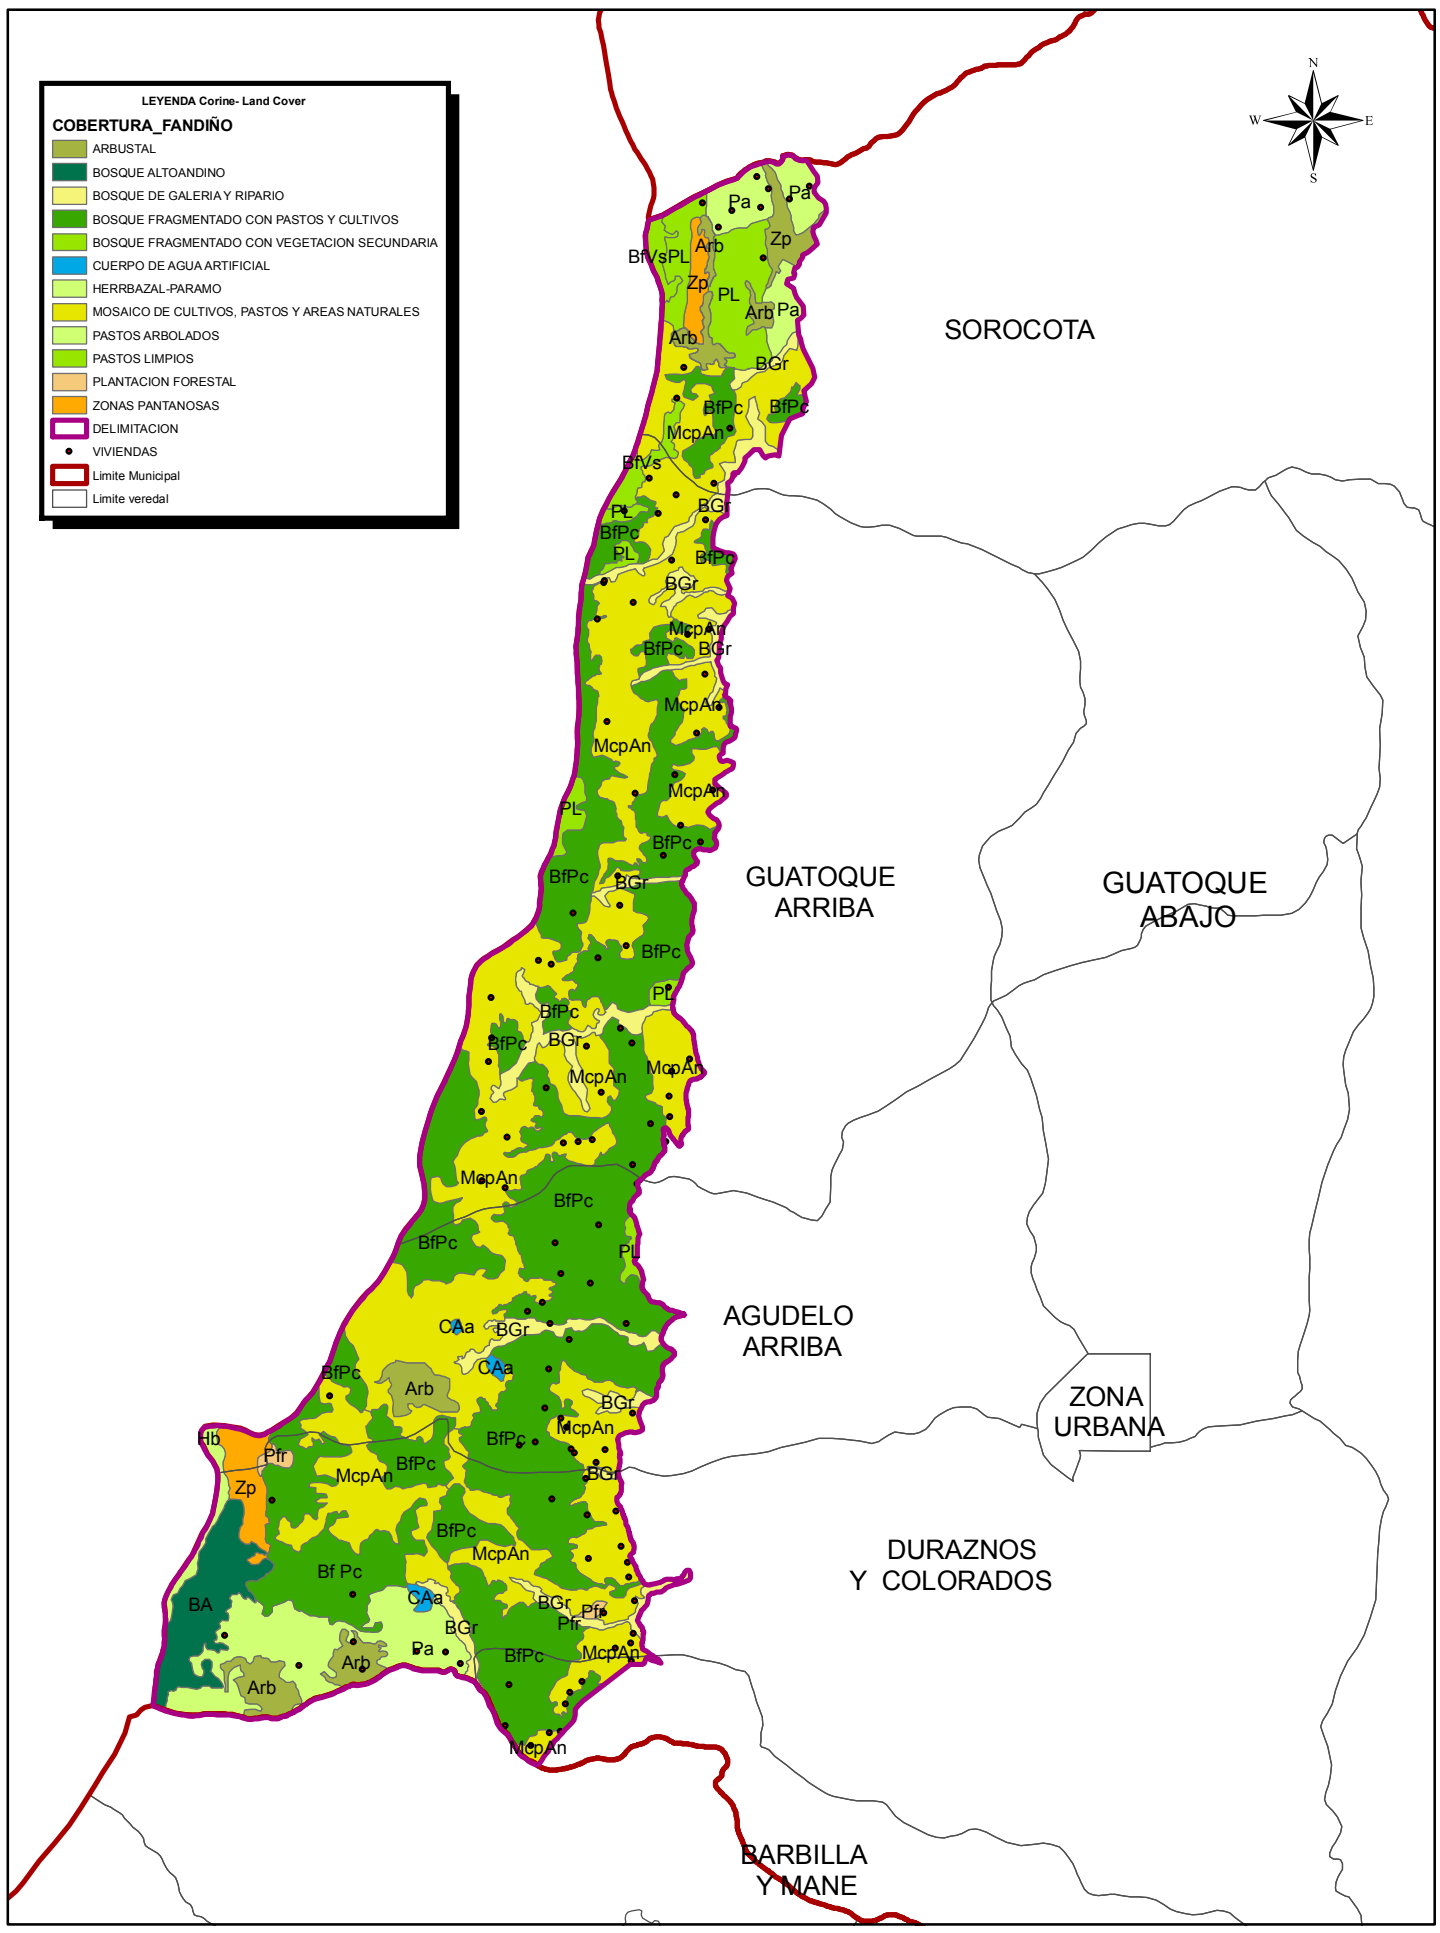 LEYENDA Corine- Land Cover
COBERTURA_FANDIÑO
ARBUSTAL
BOSQUE ALTOANDINO
BOSQUE DE GALERIA Y RIPARIO
BOSQUE FRAGMENTADO CON PASTOS Y CULTIVOS
BOSQUE FRAGMENTADO CON VEGETACION SECUNDARIA
CUERPO DE AGUA ARTIFICIAL
HERRBAZAL-PARAMO
MOSAICO DE CULTIVOS, PASTOS Y AREAS NATURALES
PASTOS ARBOLADOS
PASTOS LIMPIOS
PLANTACION FORESTAL
ZONAS PANTANOSAS
DELIMITACION
VIVIENDAS
Limite Municipal
Limite veredal
N
W
E
S
Pa
Pa
Arb
Zp
BfVs
PL
Zp
PL
Arb
Pa
Arb
SOROCOTA
BGr
BfPc
BfPc
McpAn
BfVs
PL
BGr
BfPc
PL
BfPc
BGr
McpAn
BfPc
BGr
McpAn
McpAn
McpAn
PL
BfPc
BfPc
BGr
GUATOQUE
ARRIBA
GUATOQUE
ABAJO
BfPc
PL
BfPc
BfPc
BGr
McpAn
McpAn
McpAn
BfPc
BfPc
PL
CAa
BGr
AGUDELO
ARRIBA
CAa
BfPc
Arb
BGr
ZONA
URBANA
McpAn
Hb
BfPc
Pfr
BfPc
McpAn
BGr
Zp
BfPc
McpAn
DURAZNOS
Y COLORADOS
Bf Pc
CAa
BA
BGr
Pfr
Pfr
BGr
Pa
BfPc
McpAn
Arb
Arb
McpAn
BARBILLA
Y MANE